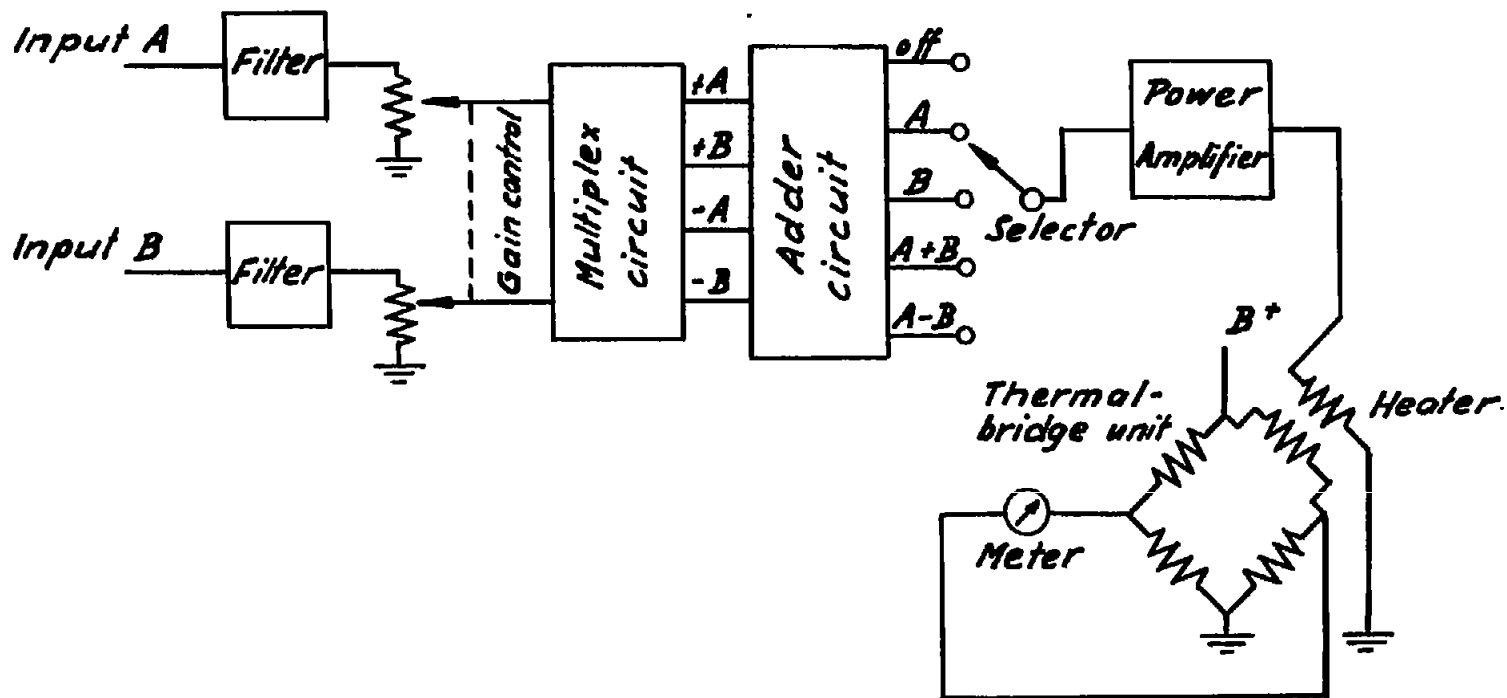 Input A
Filter
Input B
Filter
Gain control
Multiplex
circuit
+A
+B
-A
-B
Adder
circuit
off
A
B
A+B
A-B
Selector
Power
Amplifier
B+
Thermal-
bridge unit
Heater
Meter